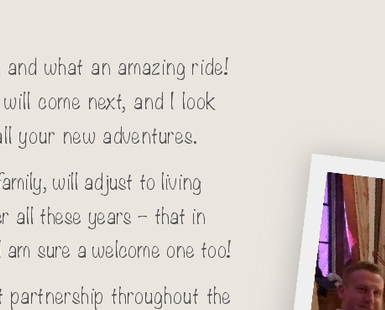 and what an amazing ride!
will come next, and I look
all your new adventures.
family, will adjust to living
all these years – that in
I am sure a welcome one too!
partnership throughout the